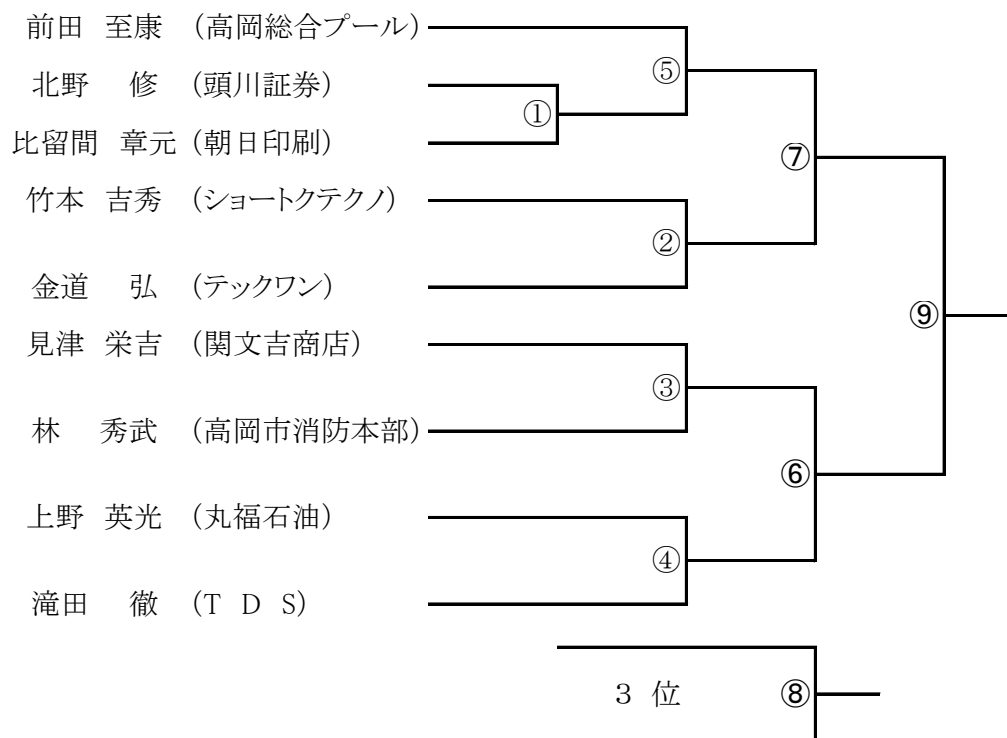 前田 至康 (高岡総合プール)
⑤
北野 修 (頭川証券)
①
比留間 章元 (朝日印刷)
⑦
竹本 吉秀 (ショートクテクノ)
②
金道 弘 (テックワン)
⑨
見津 栄吉 (関文吉商店)
③
林 秀武 (高岡市消防本部)
⑥
上野 英光 (丸福石油)
④
滝田 徹 (T D S)
3 位 ⑧